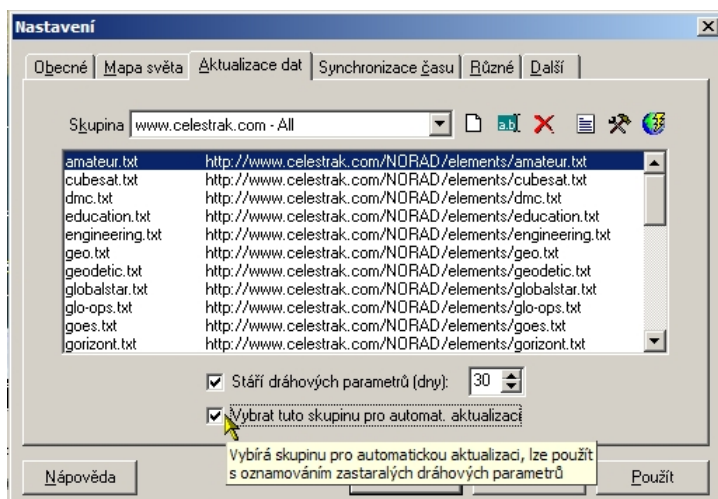 Nastavení
Obecné Mapa světa Aktualizace dat Synchronizace času Různé Další
Skupina www.celestrak.com - All
amateur.txt http://www.celestrak.com/NORAD/elements/amateur.txt
cubesat.txt http://www.celestrak.com/NORAD/elements/cubesat.txt
dmc.txt http://www.celestrak.com/NORAD/elements/dmc.txt
education.txt http://www.celestrak.com/NORAD/elements/education.txt
engineering.txt http://www.celestrak.com/NORAD/elements/engineering.txt
geo.txt http://www.celestrak.com/NORAD/elements/geo.txt
geodetic.txt http://www.celestrak.com/NORAD/elements/geodetic.txt
globalstar.txt http://www.celestrak.com/NORAD/elements/globalstar.txt
glo-ops.txt http://www.celestrak.com/NORAD/elements/glo-ops.txt
goes.txt http://www.celestrak.com/NORAD/elements/goes.txt
gorizont.txt http://www.celestrak.com/NORAD/elements/gorizont.txt
Stáří dráhových parametrů (dny): 30
Vybrat tuto skupinu pro automat. aktualizaci
Vybírá skupinu pro automatickou aktualizaci, lze použít
s oznamováním zastaralých dráhových parametrů
Nápověda Použít